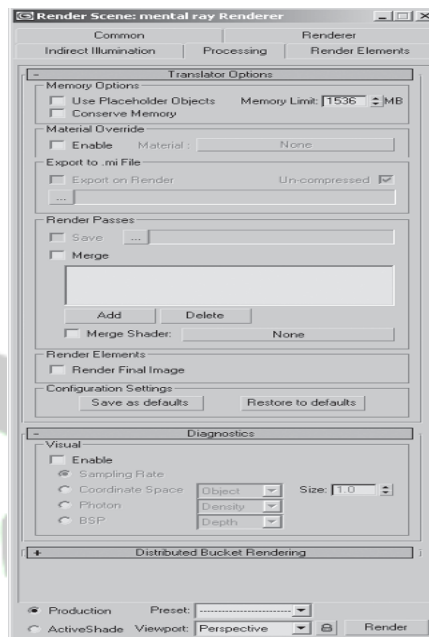 Render Scene: mental ray Renderer
Common Renderer
Indirect Illumination Processing Render Elements
- Translator Options
Memory Options
Use Placeholder Objects Memory Limit: 1536 MB
Conserve Memory
Material Override
Enable Material : None
Export to .mi File
Export on Render Un-compressed
...
Render Passes
Save ...
Merge
Add Delete
Merge Shader: None
Render Elements
Render Final Image
Configuration Settings
Save as defaults Restore to defaults
- Diagnostics
Visual
Enable
Sampling Rate
Coordinate Space Object Size: 1.0
Photon Density
BSP Depth
+ Distributed Bucket Rendering
Production Preset: -------------------------
ActiveShade Viewport: Perspective Render